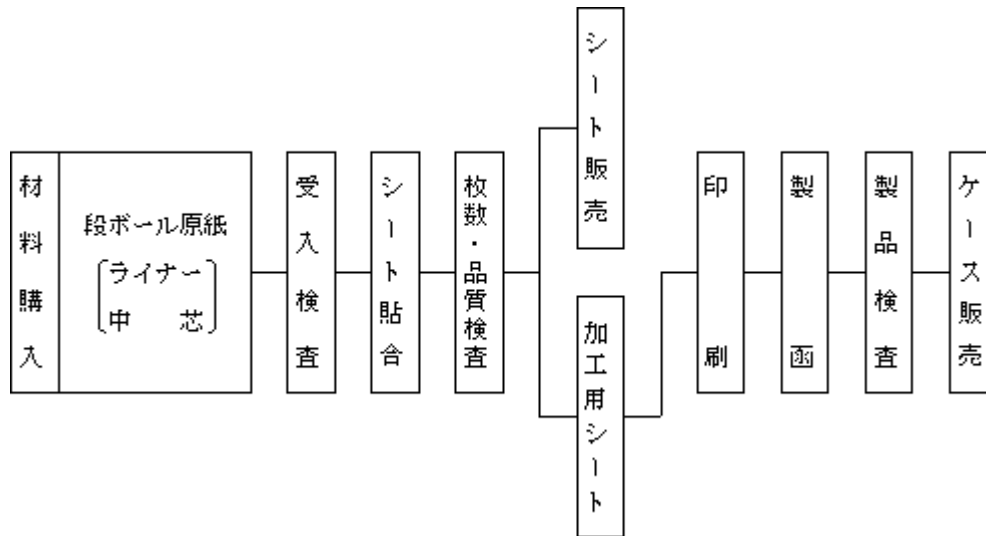 材料購入
段ボール原紙
ライナー
中 芯
受入検査
シート貼合
枚数・品質検査
シート販売
加工用シート
印刷
製函
製品検査
ケース販売